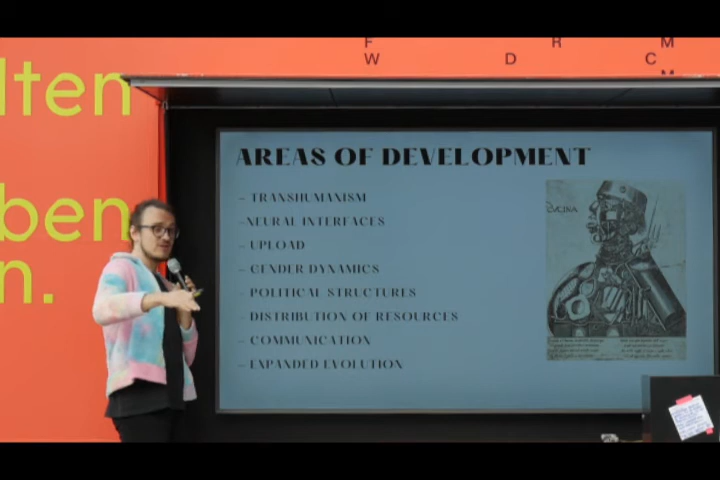 lten
ben
n.
F R M
W D C
AREAS OF DEVELOPMENT
- TRANSHUMANISM
-NEURAL INTERFACES
- UPLOAD
- GENDER DYNAMICS
- POLITICAL STRUCTURES
- DISTRIBUTION OF RESOURCES
- COMMUNICATION
- EXPANDED EVOLUTION